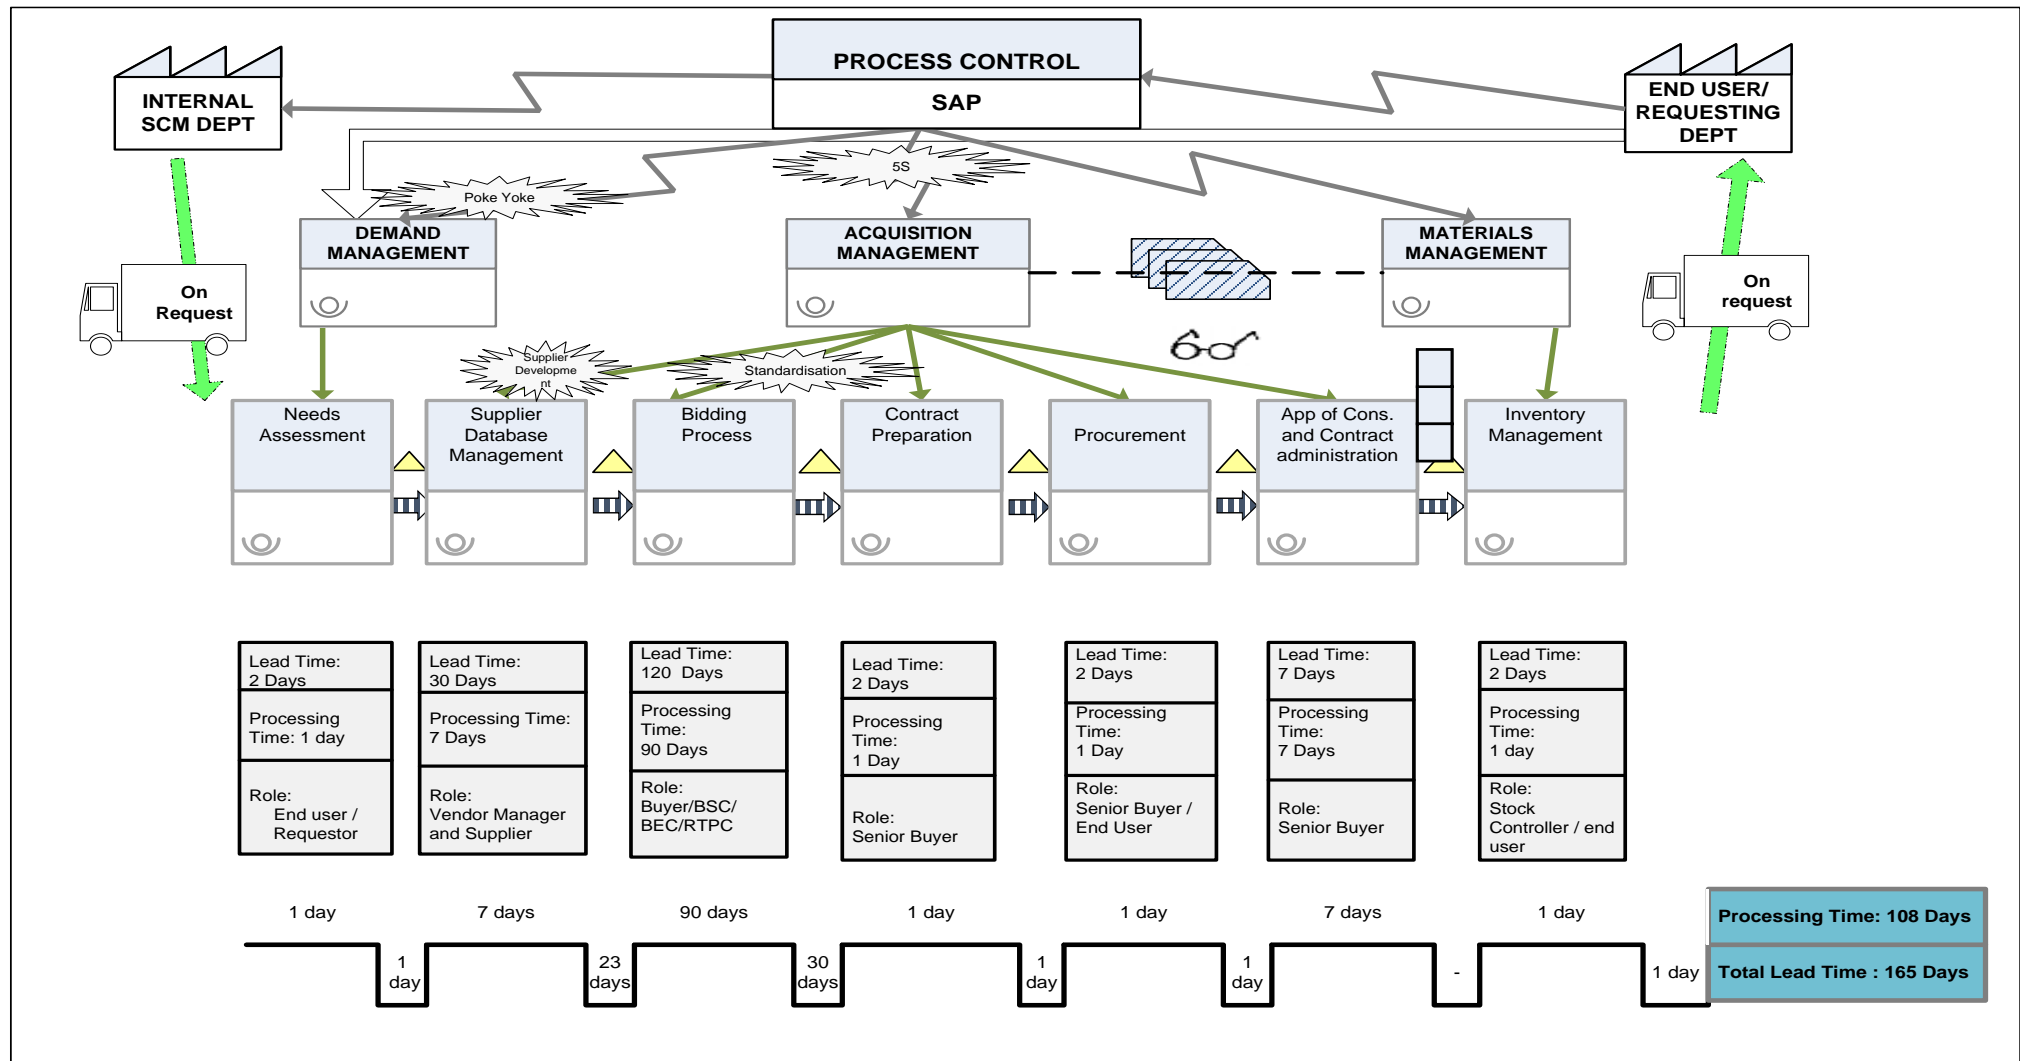 PROCESS CONTROL
SAP
INTERNAL
SCM DEPT
END USER/
REQUESTING
DEPT
5S
Poke Yoke
DEMAND
MANAGEMENT
ACQUISITION
MANAGEMENT
MATERIALS
MANAGEMENT
On
Request
On
request
Supplier
Developme
nt
Standardisation
Needs
Assessment
Supplier
Database
Management
Bidding
Process
Contract
Preparation
Procurement
App of Cons.
and Contract
administration
Inventory
Management
Lead Time:
2 Days
Processing
Time: 1 day
Role:
End user /
Requestor
Lead Time:
30 Days
Processing Time:
7 Days
Role:
Vendor Manager
and Supplier
Lead Time:
120 Days
Processing
Time:
90 Days
Role:
Buyer/BSC/
BEC/RTPC
Lead Time:
2 Days
Processing
Time:
1 Day
Role:
Senior Buyer
Lead Time:
2 Days
Processing
Time:
1 Day
Role:
Senior Buyer /
End User
Lead Time:
7 Days
Processing
Time:
7 Days
Role:
Senior Buyer
Lead Time:
2 Days
Processing
Time:
1 day
Role:
Stock
Controller / end
user
1 day
7 days
90 days
1 day
1 day
7 days
1 day
1
day
23
days
30
days
1
day
1
day
-
1 day
Processing Time: 108 Days
Total Lead Time : 165 Days